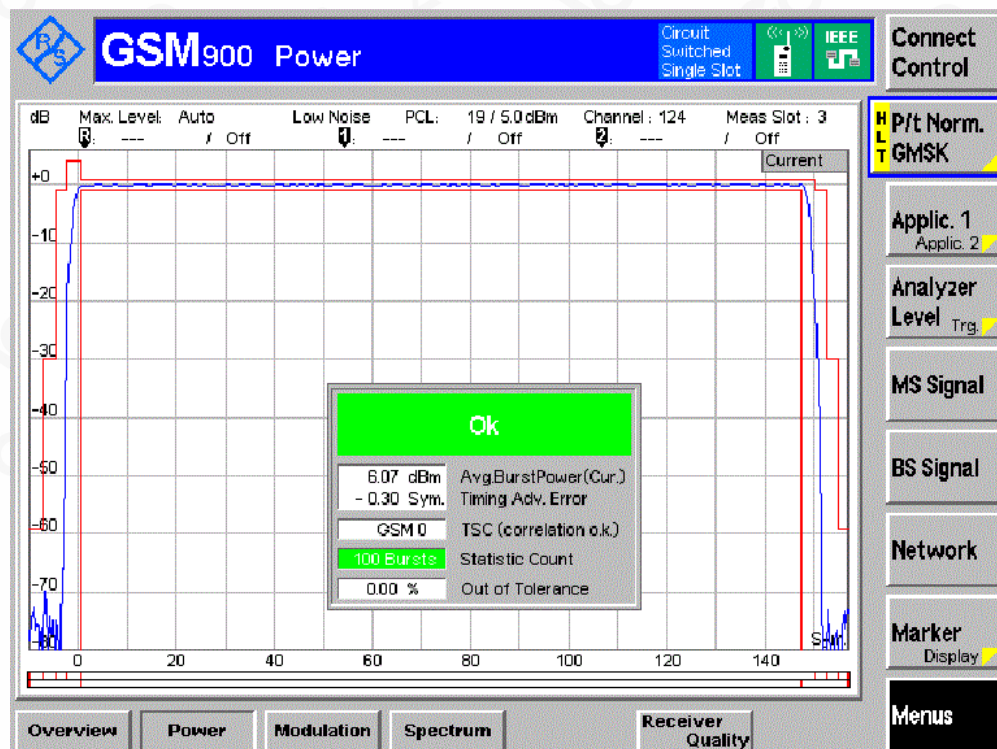 R&S
GSM900 Power
Circuit Switched Single Slot
IEEE
Connect Control
dB Max. Level: Auto Low Noise PCL: 19 / 5.0 dBm Channel : 124 Meas Slot : 3
R: --- / Off 1: --- / Off 2: --- / Off
Current
HLT
P/t Norm. GMSK
Applic. 1
Applic. 2
Analyzer Level
Trg.
MS Signal
BS Signal
Network
Marker
Display
Menus
+0
-10
-20
-30
-40
-50
-60
-70
-80
Ok
6.07 dBm Avg.BurstPower(Cur.)
- 0.30 Sym. Timing Adv. Error
GSM 0 TSC (correlation o.k.)
100 Bursts Statistic Count
0.00 % Out of Tolerance
0 20 40 60 80 100 120 140
Overview Power Modulation Spectrum Receiver Quality